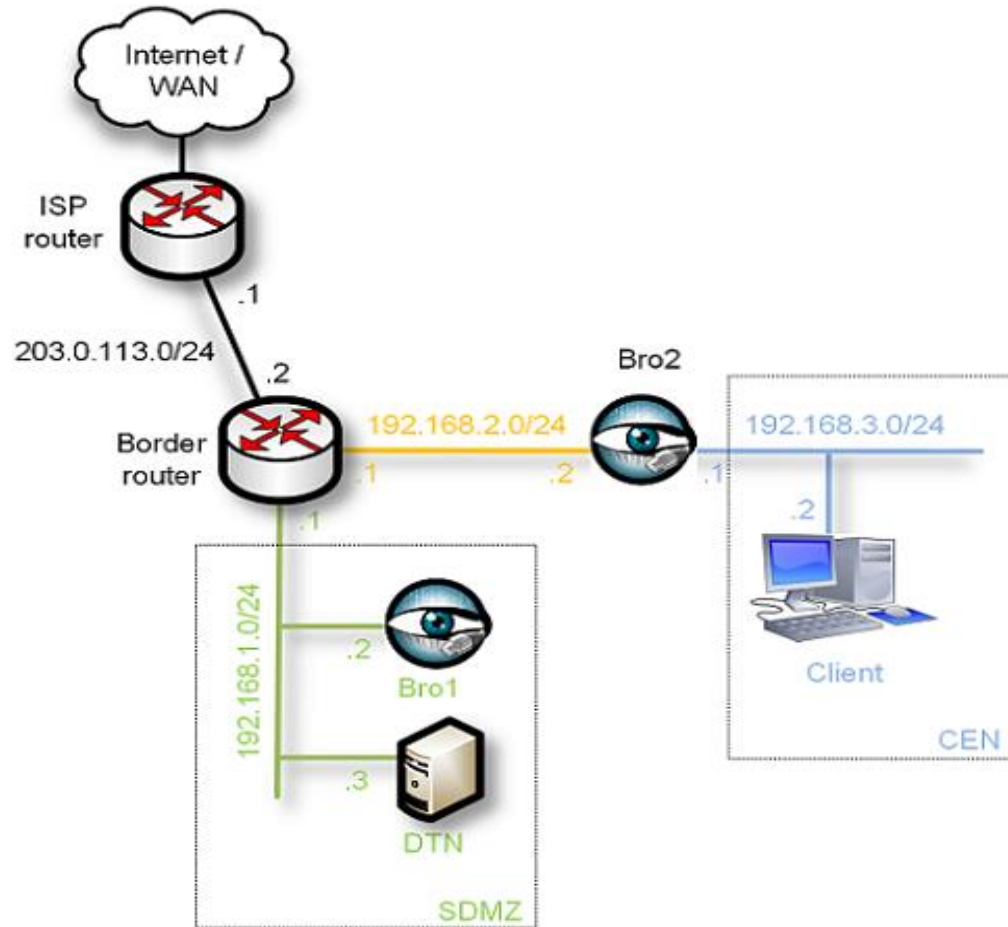 Internet /
WAN
ISP
router
.1
203.0.113.0/24
.2
Bro2
Border
router
192.168.2.0/24
.1
.2
192.168.3.0/24
.1
.2
Client
CEN
.1
192.168.1.0/24
.2
Bro1
.3
DTN
SDMZ